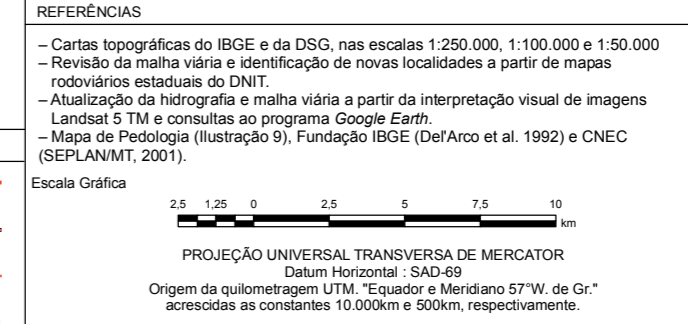 REFERÊNCIAS
– Cartas topográficas do IBGE e da DSG, nas escalas 1:250.000, 1:100.000 e 1:50.000
– Revisão da malha viária e identificação de novas localidades a partir de mapas
rodoviários estaduais do DNIT.
– Atualização da hidrografia e malha viária a partir da interpretação visual de imagens
Landsat 5 TM e consultas ao programa Google Earth.
– Mapa de Pedologia (Ilustração 9), Fundação IBGE (Del'Arco et al. 1992) e CNEC
(SEPLAN/MT, 2001).
Escala Gráfica
2,5 1,25 0 2,5 5 7,5 10
km
PROJEÇÃO UNIVERSAL TRANSVERSA DE MERCATOR
Datum Horizontal : SAD-69
Origem da quilometragem UTM. "Equador e Meridiano 57°W. de Gr."
acrescidas as constantes 10.000km e 500km, respectivamente.